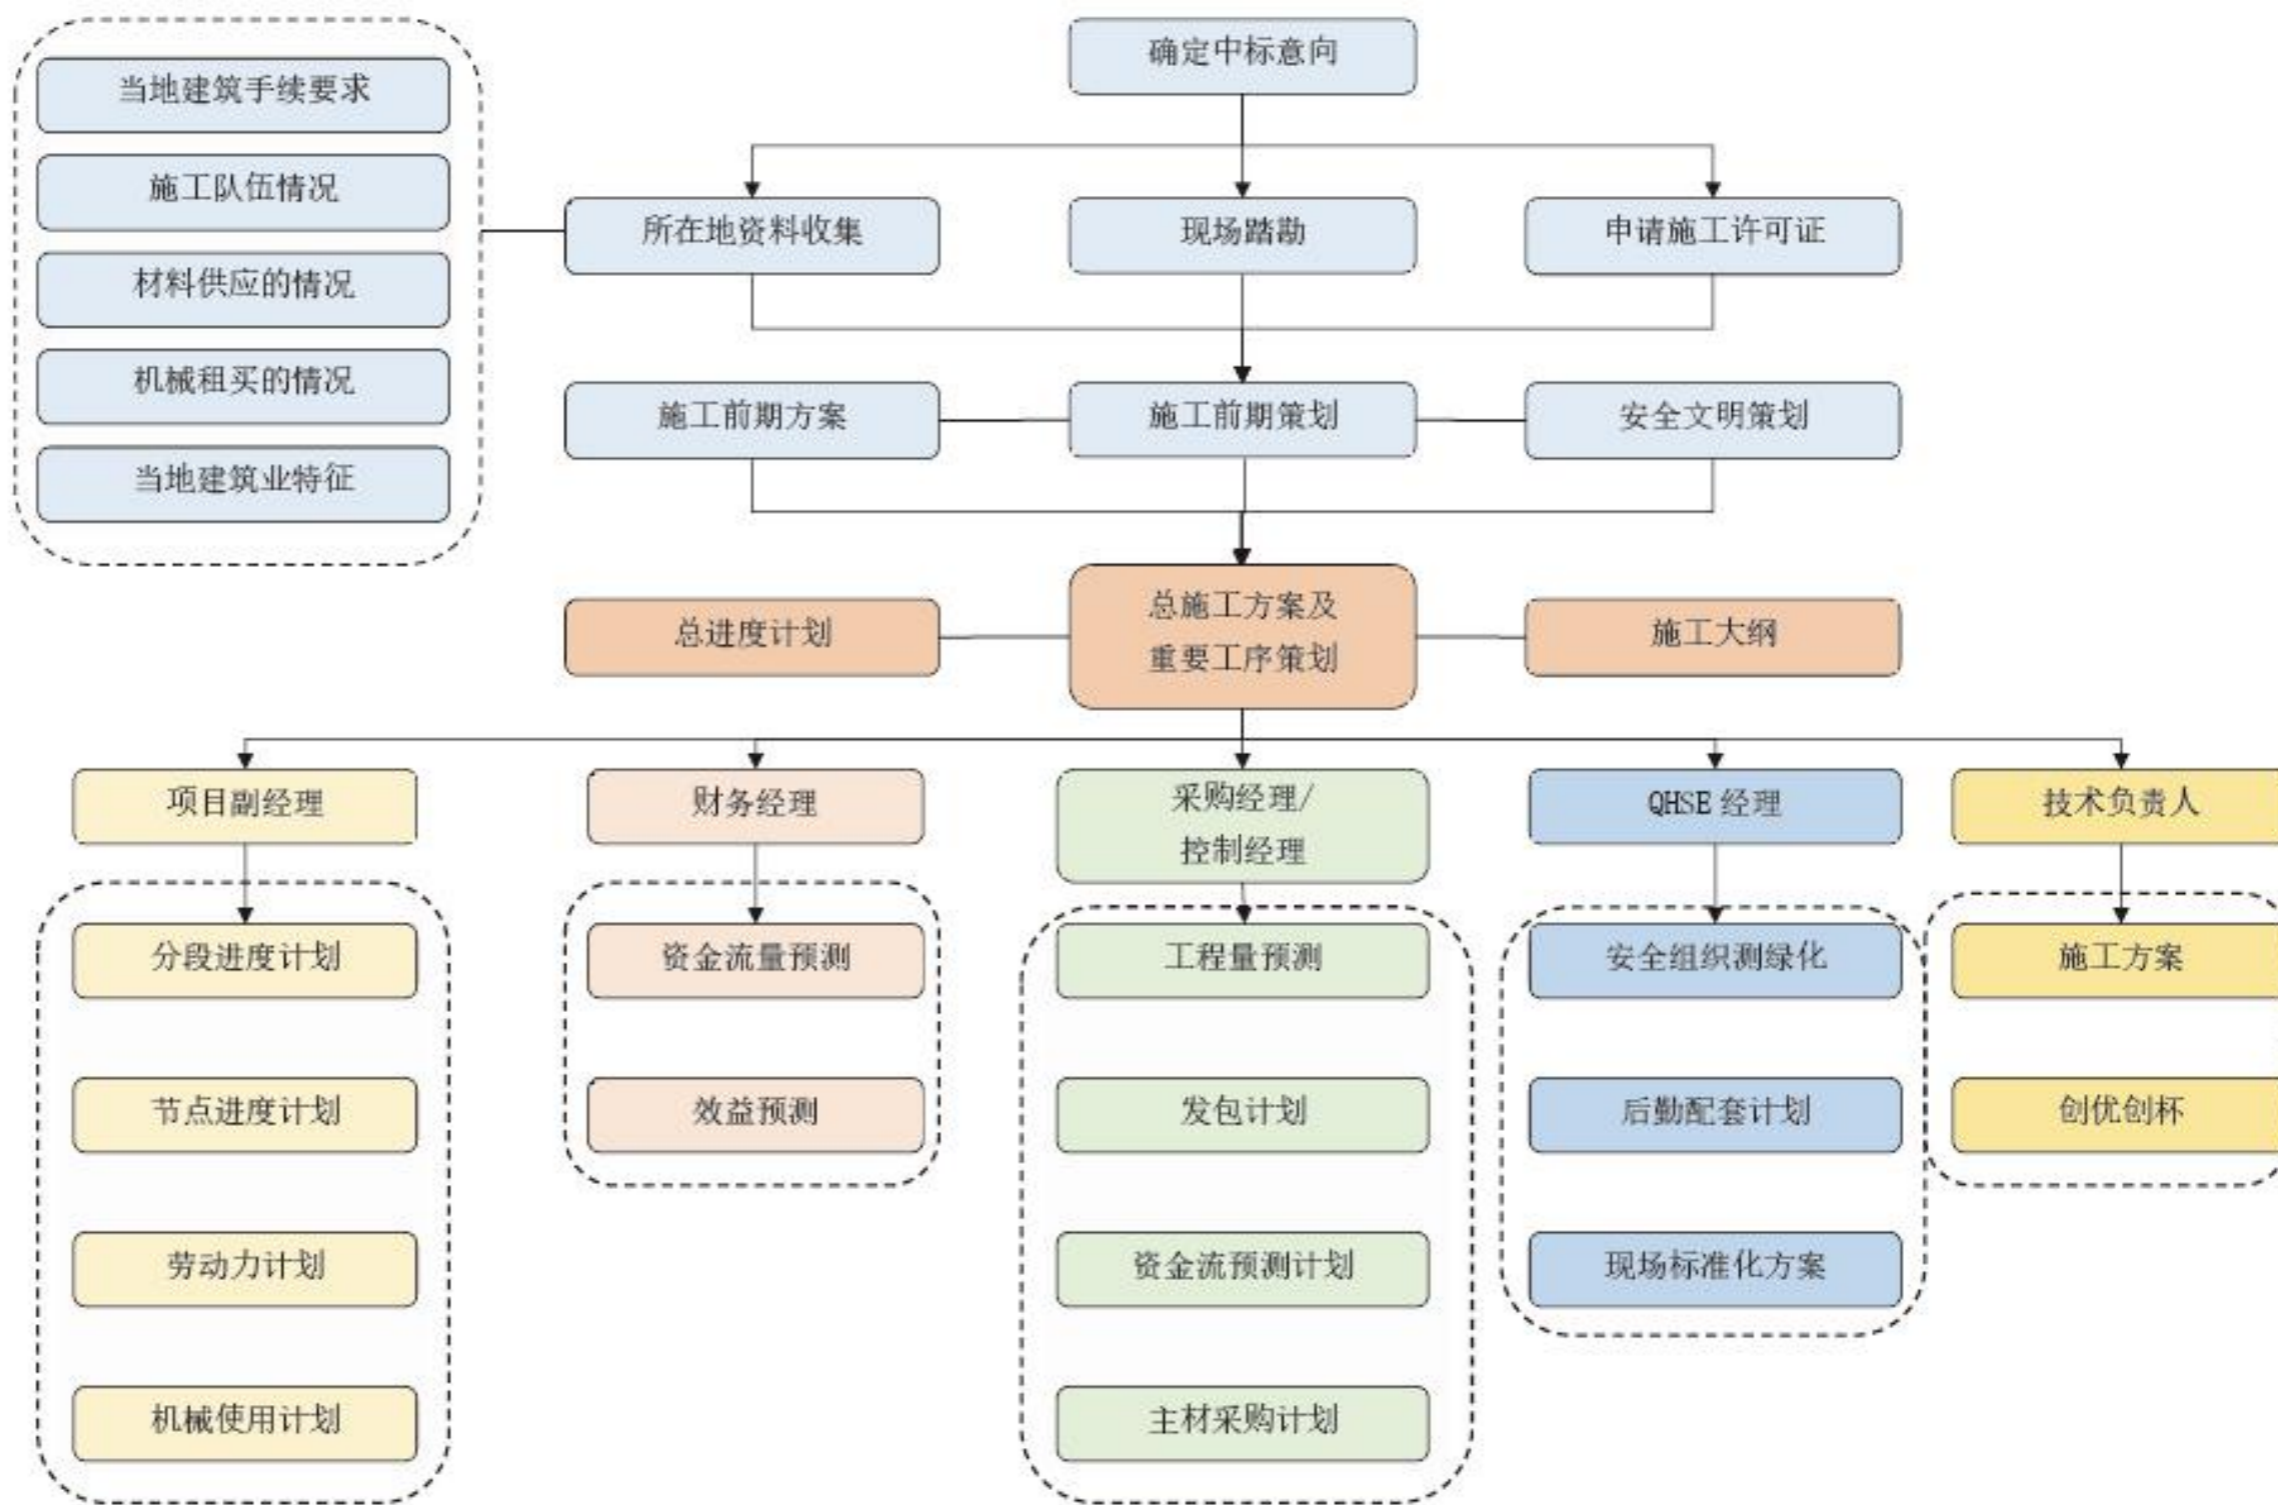 确定中标意向
当地建筑手续要求
施工队伍情况
材料供应的情况
机械租买的情况
当地建筑业特征
所在地资料收集
现场踏勘
申请施工许可证
施工前期方案
施工前期策划
安全文明策划
总进度计划
总施工方案及
重要工序策划
施工大纲
项目副经理
财务经理
采购经理/
控制经理
QHSE 经理
技术负责人
分段进度计划
资金流量预测
工程量预测
安全组织测绿化
施工方案
节点进度计划
效益预测
发包计划
后勤配套计划
创优创杯
劳动力计划
资金流预测计划
现场标准化方案
机械使用计划
主材采购计划